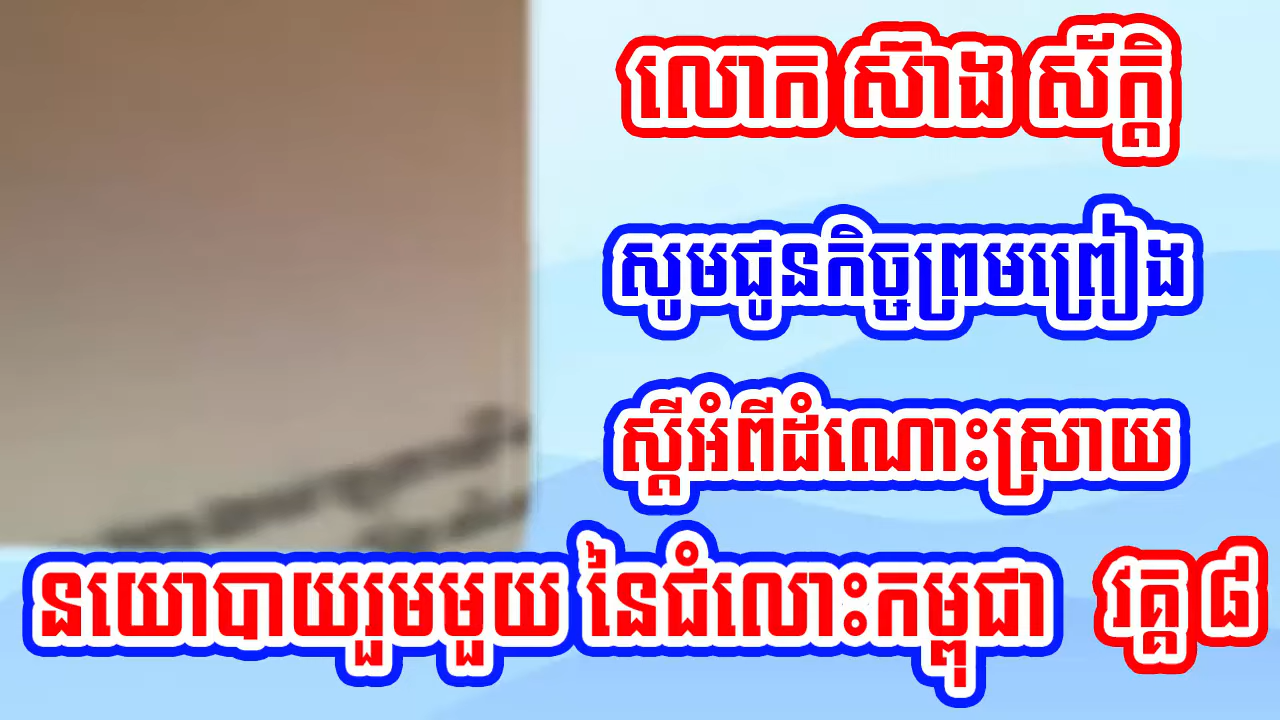 លោក ស៊ាង ស័ក្តិ
សូមជូនកិច្ចព្រមព្រៀង
ស្តីអំពីដំណោះស្រាយ
នយោបាយរួមមួយ នៃជំលោះកម្ពុជា វគ្គ៨